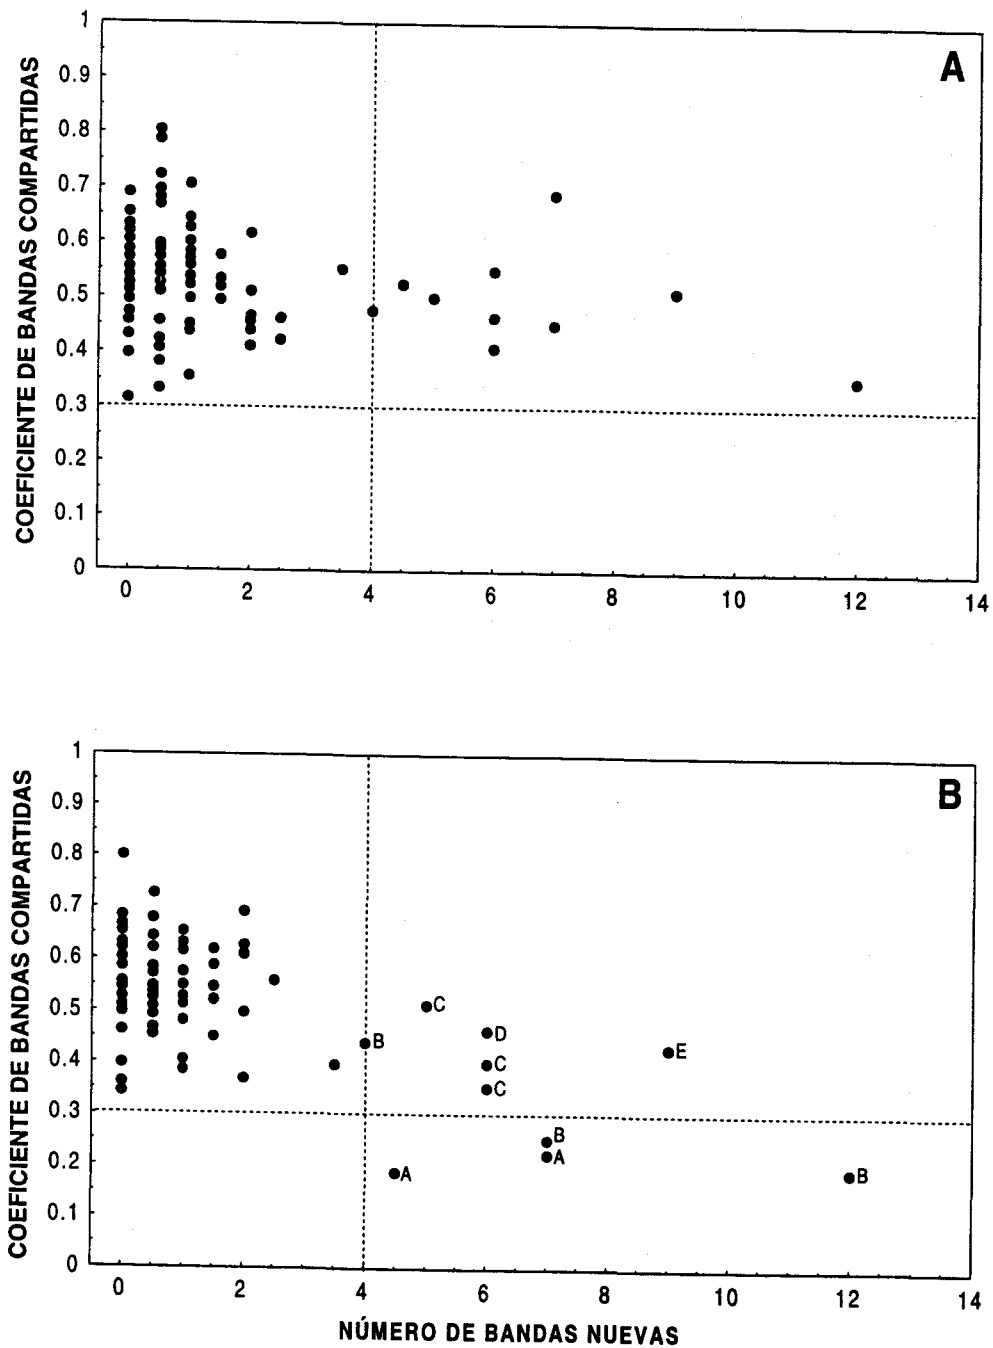 A
COEFICIENTE DE BANDAS COMPARTIDAS
1
0.9
0.8
0.7
0.6
0.5
0.4
0.3
0.2
0.1
0
0 2 4 6 8 10 12 14
B
COEFICIENTE DE BANDAS COMPARTIDAS
1
0.9
0.8
0.7
0.6
0.5
0.4
0.3
0.2
0.1
0
C
B
D
E
C
C
B
A
A
B
0 2 4 6 8 10 12 14
NÚMERO DE BANDAS NUEVAS